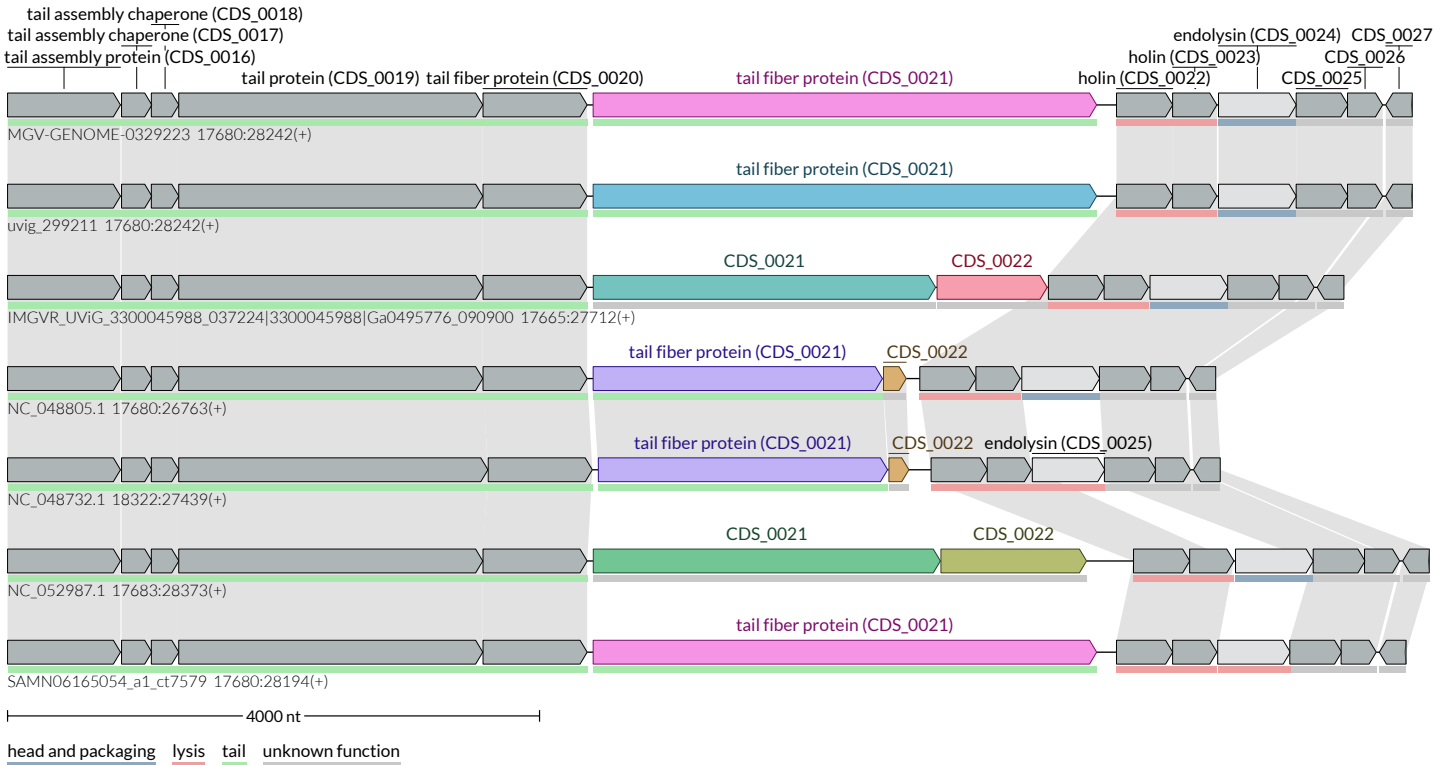 tail assembly chaperone (CDS_0018)
tail assembly chaperone (CDS_0017)
endolysin (CDS_0024) CDS_0027
tail assembly protein (CDS_0016)
holin (CDS_0023) CDS_0026
tail protein (CDS_0019) tail fiber protein (CDS_0020) tail fiber protein (CDS_0021) holin (CDS_0022) CDS_0025
MGV-GENOME-0329223 17680:28242(+)
tail fiber protein (CDS_0021)
uvig_299211 17680:28242(+)
CDS_0021 CDS_0022
IMGVR_UViG_3300045988_037224|3300045988|Ga0495776_090900 17665:27712(+)
tail fiber protein (CDS_0021) CDS_0022
NC_048805.1 17680:26763(+)
tail fiber protein (CDS_0021) CDS_0022 endolysin (CDS_0025)
NC_048732.1 18322:27439(+)
CDS_0021 CDS_0022
NC_052987.1 17683:28373(+)
tail fiber protein (CDS_0021)
SAMN06165054_a1_ct7579 17680:28194(+)
4000 nt
head and packaging lysis tail unknown function